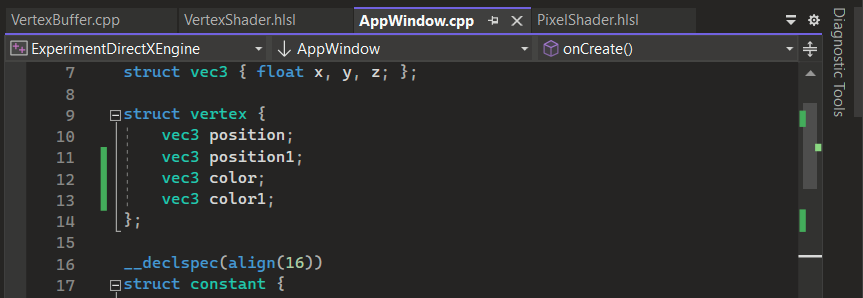 VertexBuffer.cpp VertexShader.hlsl AppWindow.cpp PixelShader.hlsl
ExperimentDirectXEngine AppWindow onCreate()
7 struct vec3 { float x, y, z; };
8
9 struct vertex {
10 vec3 position;
11 vec3 position1;
12 vec3 color;
13 vec3 color1;
14 };
15
16 __declspec(align(16))
17 struct constant {
Diagnostic Tools